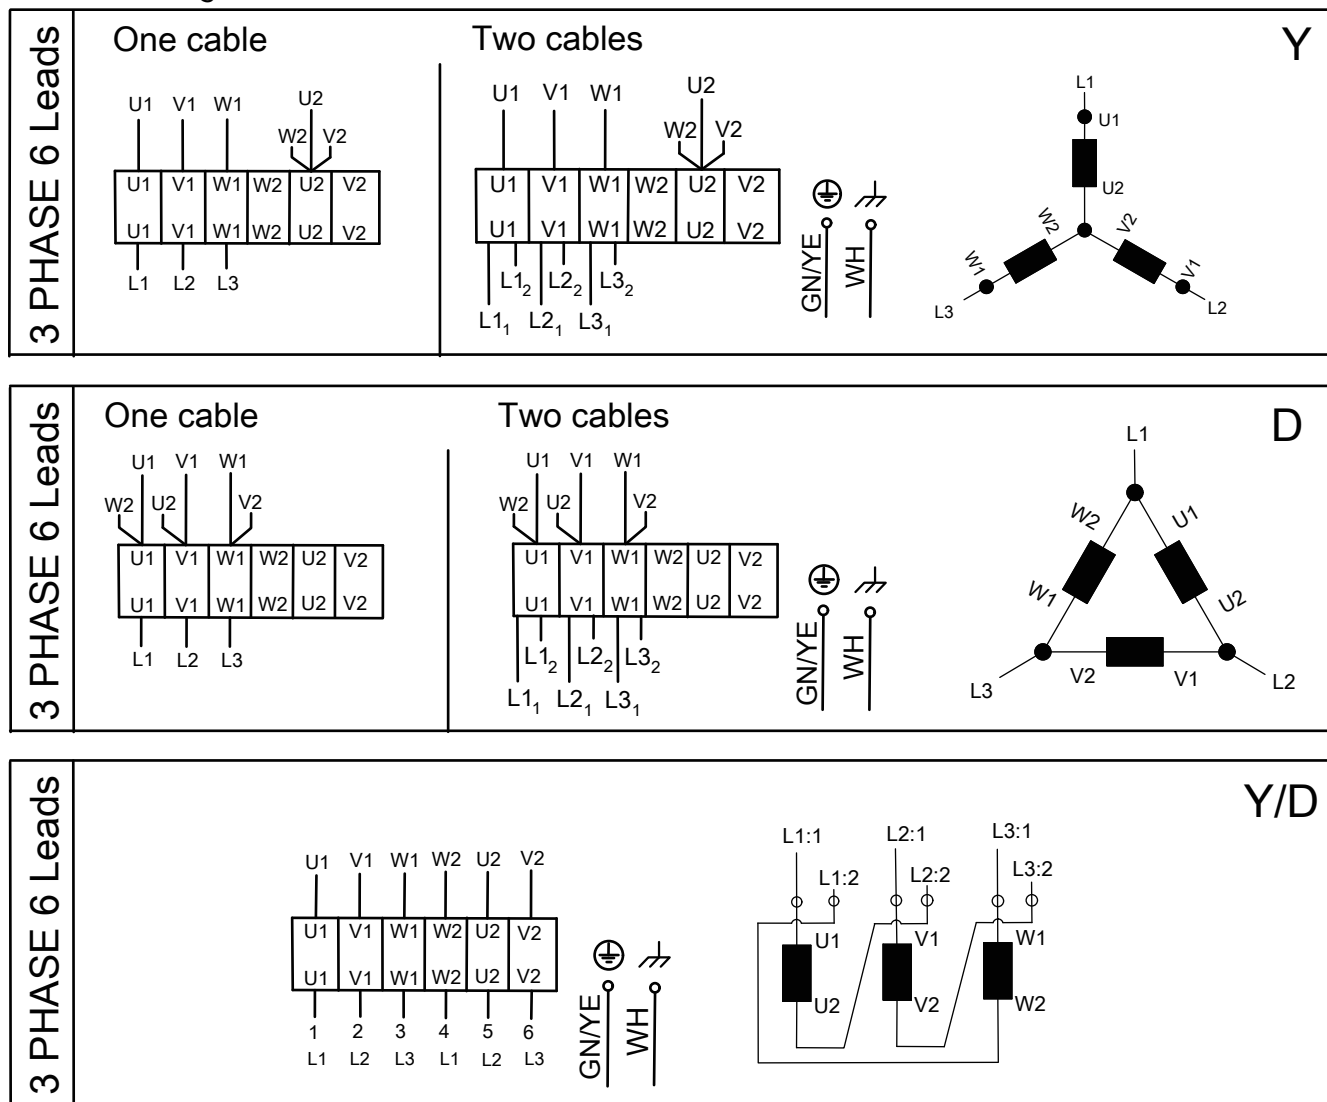 3 PHASE 6 Leads
One cable
Two cables
Y
U1 V1 W1 U2
W2 V2
U1 V1 W1 W2 U2 V2
U1 V1 W1 W2 U2 V2
L1 L2 L3
U1 V1 W1 U2
W2 V2
U1 V1 W1 W2 U2 V2
U1 V1 W1 W2 U2 V2
L1₂ L2₂ L3₂
L1₁ L2₁ L3₁
GN/YE
WH
L1
U1
U2
W2 V2
W1 V1
L3 L2
3 PHASE 6 Leads
One cable
Two cables
D
U1 V1 W1
W2 U2 V2
U1 V1 W1 W2 U2 V2
U1 V1 W1 W2 U2 V2
L1 L2 L3
U1 V1 W1
W2 U2 V2
U1 V1 W1 W2 U2 V2
U1 V1 W1 W2 U2 V2
L1₂ L2₂ L3₂
L1₁ L2₁ L3₁
GN/YE
WH
L1
W2 U1
W1 U2
V2 V1
L3 L2
3 PHASE 6 Leads
Y/D
U1 V1 W1 W2 U2 V2
U1 V1 W1 W2 U2 V2
U1 V1 W1 W2 U2 V2
1 2 3 4 5 6
L1 L2 L3 L1 L2 L3
GN/YE
WH
L1:1 L2:1 L3:1
L1:2 L2:2 L3:2
U1 V1 W1
U2 V2 W2